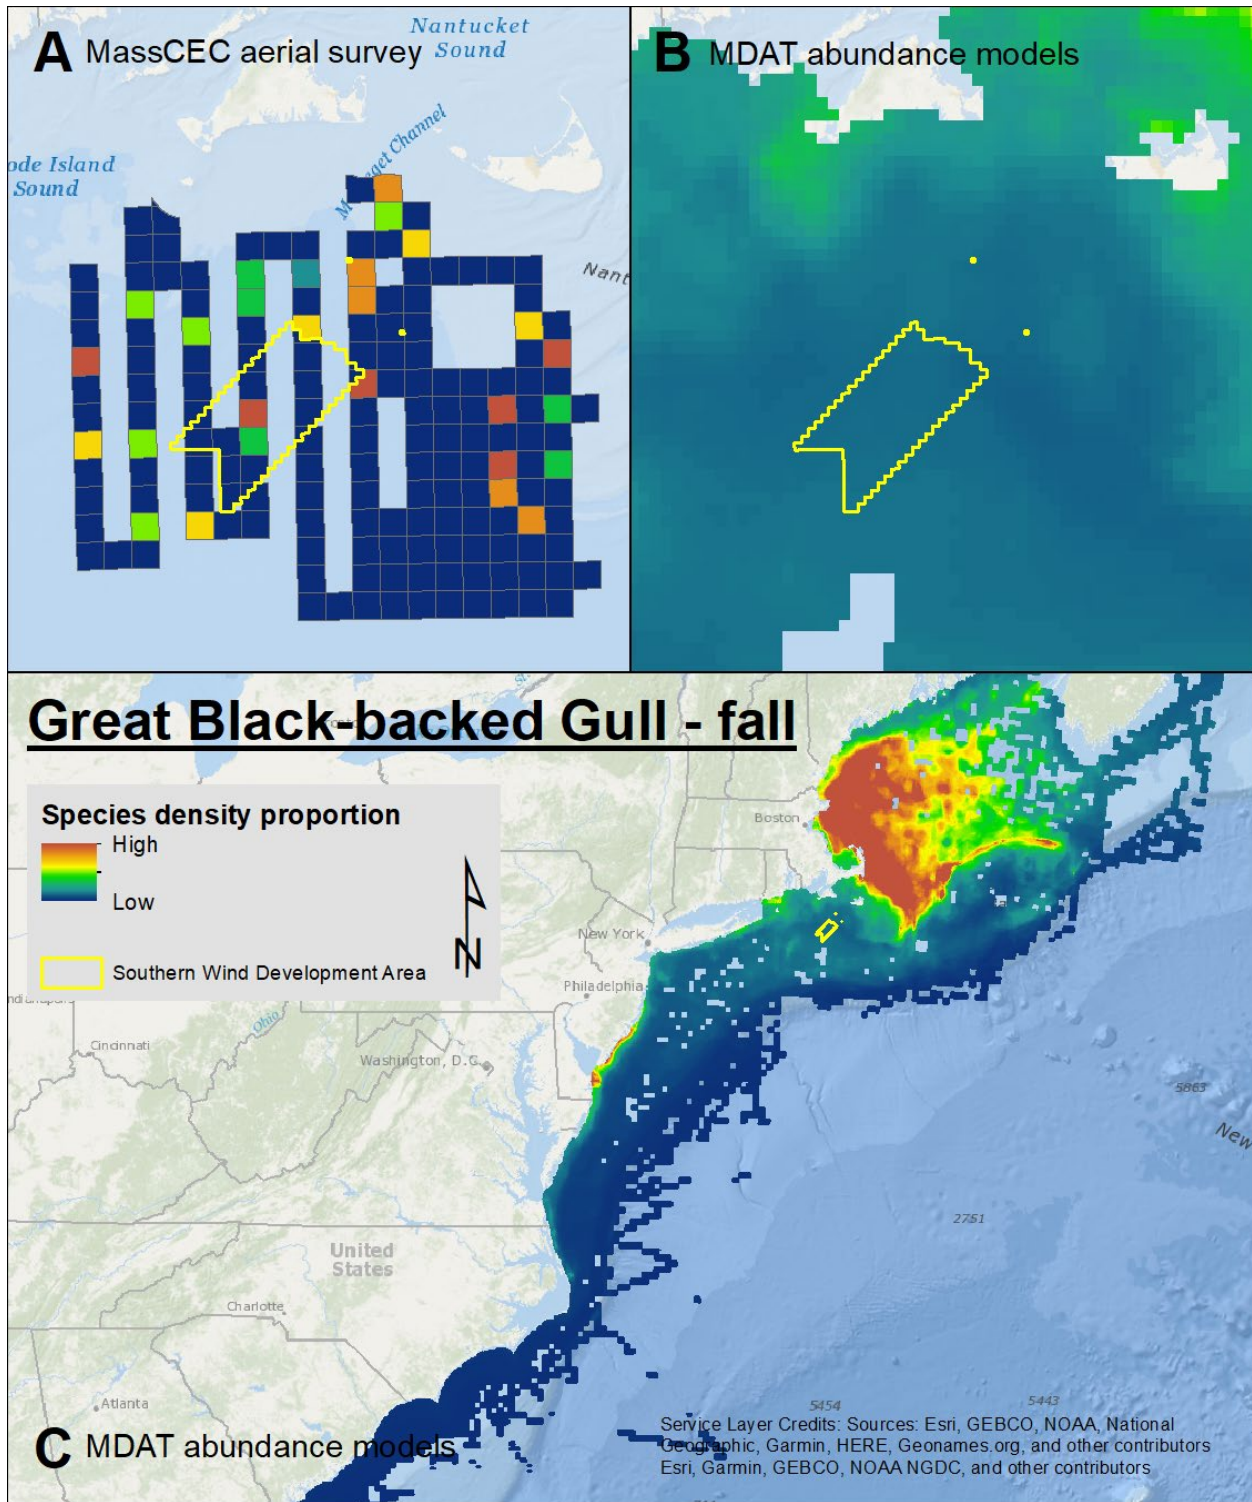 A MassCEC aerial survey
Nantucket
Sound
ode Island
Sound
Channel
Nant
B MDAT abundance models
Great Black-backed Gull - fall
Species density proportion
High
Low
N
Southern Wind Development Area
Boston
New York
Philadelphia
Ohio
Cincinnati
Washington, D.C.
5863
New
2751
United
States
Charlotte
Atlanta
5443
5454
C MDAT abundance models
Service Layer Credits: Sources: Esri, GEBCO, NOAA, National
Geographic, Garmin, HERE, Geonames.org, and other contributors
Esri, Garmin, GEBCO, NOAA NGDC, and other contributors